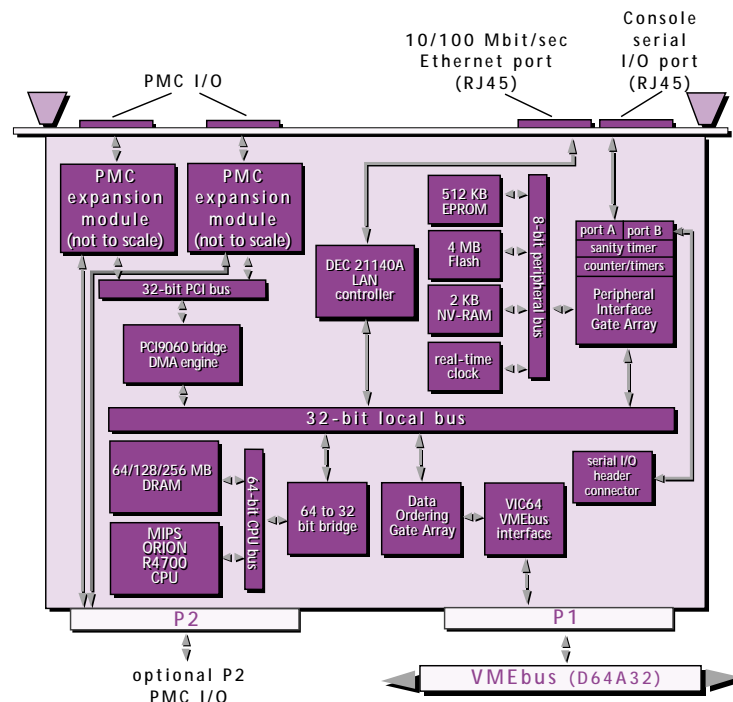 10/100 Mbit/sec
Ethernet port
(RJ45)
Console
serial
I/O port
(RJ45)
PMC I/O
PMC
expansion
module
(not to scale)
PMC
expansion
module
(not to scale)
32-bit PCI bus
PCI9060 bridge
DMA engine
DEC 21140A
LAN
controller
512 KB
EPROM
4 MB
Flash
2 KB
NV-RAM
real-time
clock
8-bit peripheral bus
port A
port B
sanity timer
counter/timers
Peripheral
Interface
Gate Array
32-bit local bus
64/128/256 MB
DRAM
MIPS
ORION
R4700
CPU
64-bit CPU bus
64 to 32
bit bridge
Data
Ordering
Gate Array
VIC64
VMEbus
interface
serial I/O
header
connector
P2
P1
optional P2
PMC I/O
VMEbus (D64A32)